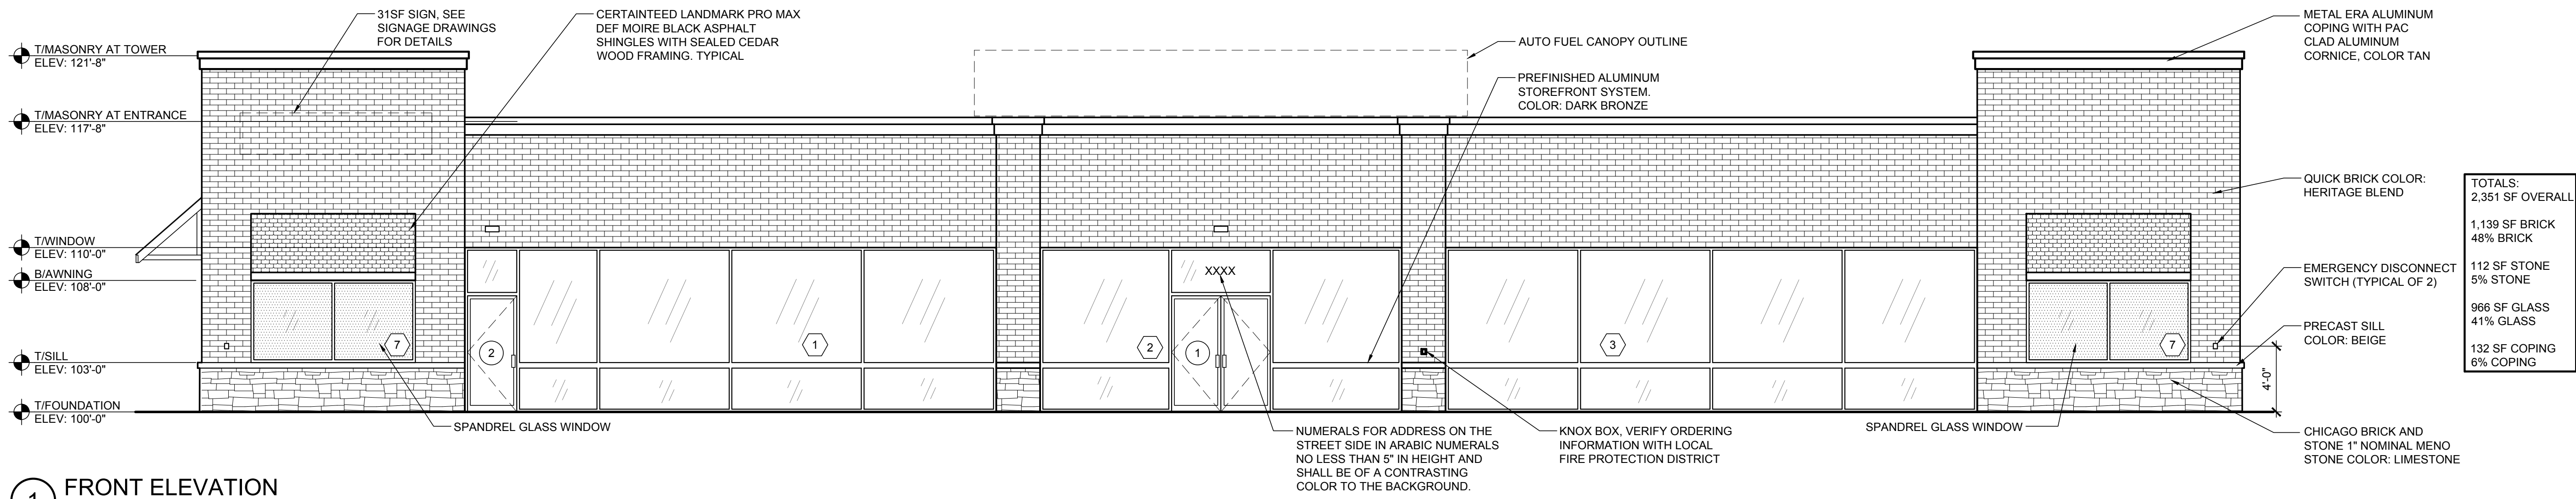 31SF SIGN, SEE
SIGNAGE DRAWINGS
FOR DETAILS
CERTAINTEED LANDMARK PRO MAX
DEF MOIRE BLACK ASPHALT
SHINGLES WITH SEALED CEDAR
WOOD FRAMING. TYPICAL
AUTO FUEL CANOPY OUTLINE
PREFINISHED ALUMINUM
STOREFRONT SYSTEM.
COLOR: DARK BRONZE
METAL ERA ALUMINUM
COPING WITH PAC
CLAD ALUMINUM
CORNICE, COLOR TAN
T/MASONRY AT TOWER
ELEV: 121'-8"
T/MASONRY AT ENTRANCE
ELEV: 117'-8"
T/WINDOW
ELEV: 110'-0"
B/AWNING
ELEV: 108'-0"
T/SILL
ELEV: 103'-0"
T/FOUNDATION
ELEV: 100'-0"
7
2
1
XXXX
2
1
3
7
QUICK BRICK COLOR:
HERITAGE BLEND
EMERGENCY DISCONNECT
SWITCH (TYPICAL OF 2)
PRECAST SILL
COLOR: BEIGE
4'-0"
CHICAGO BRICK AND
STONE 1" NOMINAL MENO
STONE COLOR: LIMESTONE
TOTALS:
2,351 SF OVERALL
1,139 SF BRICK
48% BRICK
112 SF STONE
5% STONE
966 SF GLASS
41% GLASS
132 SF COPING
6% COPING
SPANDREL GLASS WINDOW
NUMERALS FOR ADDRESS ON THE
STREET SIDE IN ARABIC NUMERALS
NO LESS THAN 5" IN HEIGHT AND
SHALL BE OF A CONTRASTING
COLOR TO THE BACKGROUND.
KNOX BOX, VERIFY ORDERING
INFORMATION WITH LOCAL
FIRE PROTECTION DISTRICT
SPANDREL GLASS WINDOW
1
FRONT ELEVATION